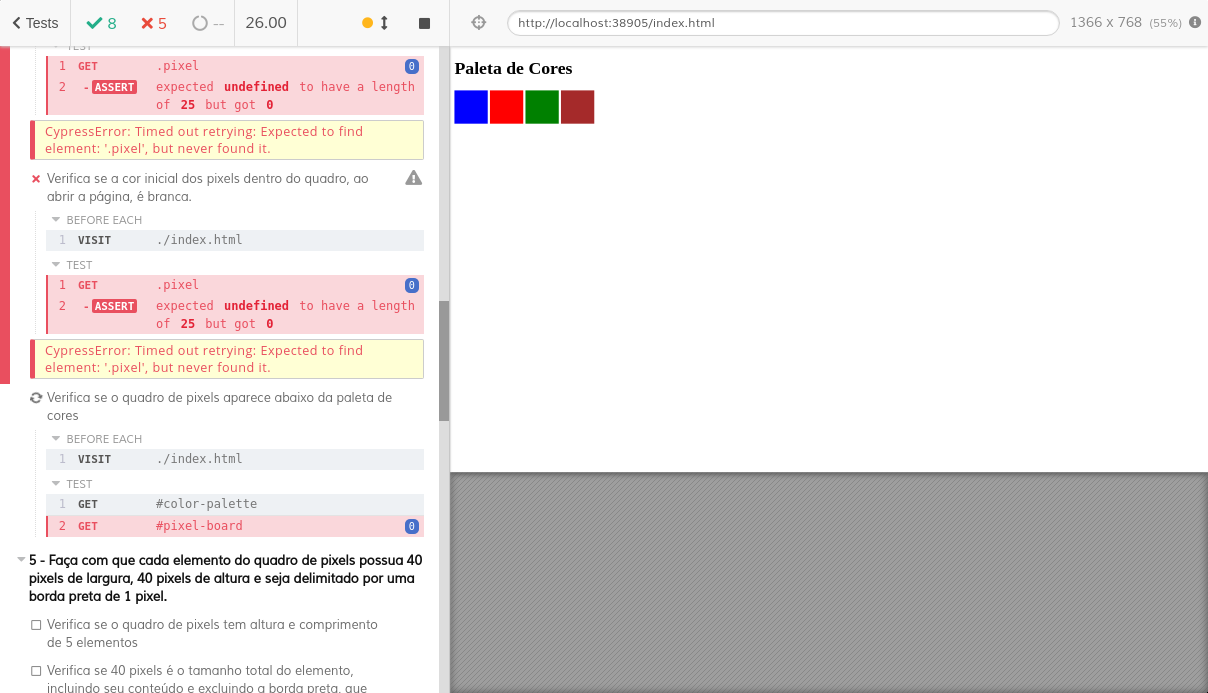 Tests 8 5 -- 26.00 http://localhost:38905/index.html 1366 x 768 (55%)
TEST
1 GET .pixel 0
2 -ASSERT expected undefined to have a length
of 25 but got 0
CypressError: Timed out retrying: Expected to find
element: '.pixel', but never found it.
Verifica se a cor inicial dos pixels dentro do quadro, ao
abrir a página, é branca.
BEFORE EACH
1 VISIT ./index.html
TEST
1 GET .pixel 0
2 -ASSERT expected undefined to have a length
of 25 but got 0
CypressError: Timed out retrying: Expected to find
element: '.pixel', but never found it.
Verifica se o quadro de pixels aparece abaixo da paleta de
cores
BEFORE EACH
1 VISIT ./index.html
TEST
1 GET #color-palette
2 GET #pixel-board 0
5 - Faça com que cada elemento do quadro de pixels possua 40
pixels de largura, 40 pixels de altura e seja delimitado por uma
borda preta de 1 pixel.
Verifica se o quadro de pixels tem altura e comprimento
de 5 elementos
Verifica se 40 pixels é o tamanho total do elemento,
incluindo seu conteúdo e excluindo a borda preta, que
Paleta de Cores